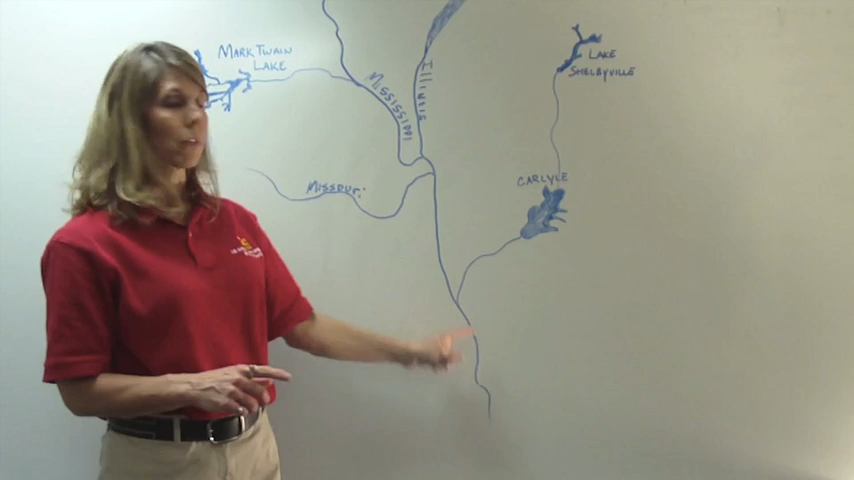 MARK TWAIN
LAKE
MISSISSIPPI
ILLINOIS
LAKE
SHELBYVILLE
MISSOURI
CARLYLE